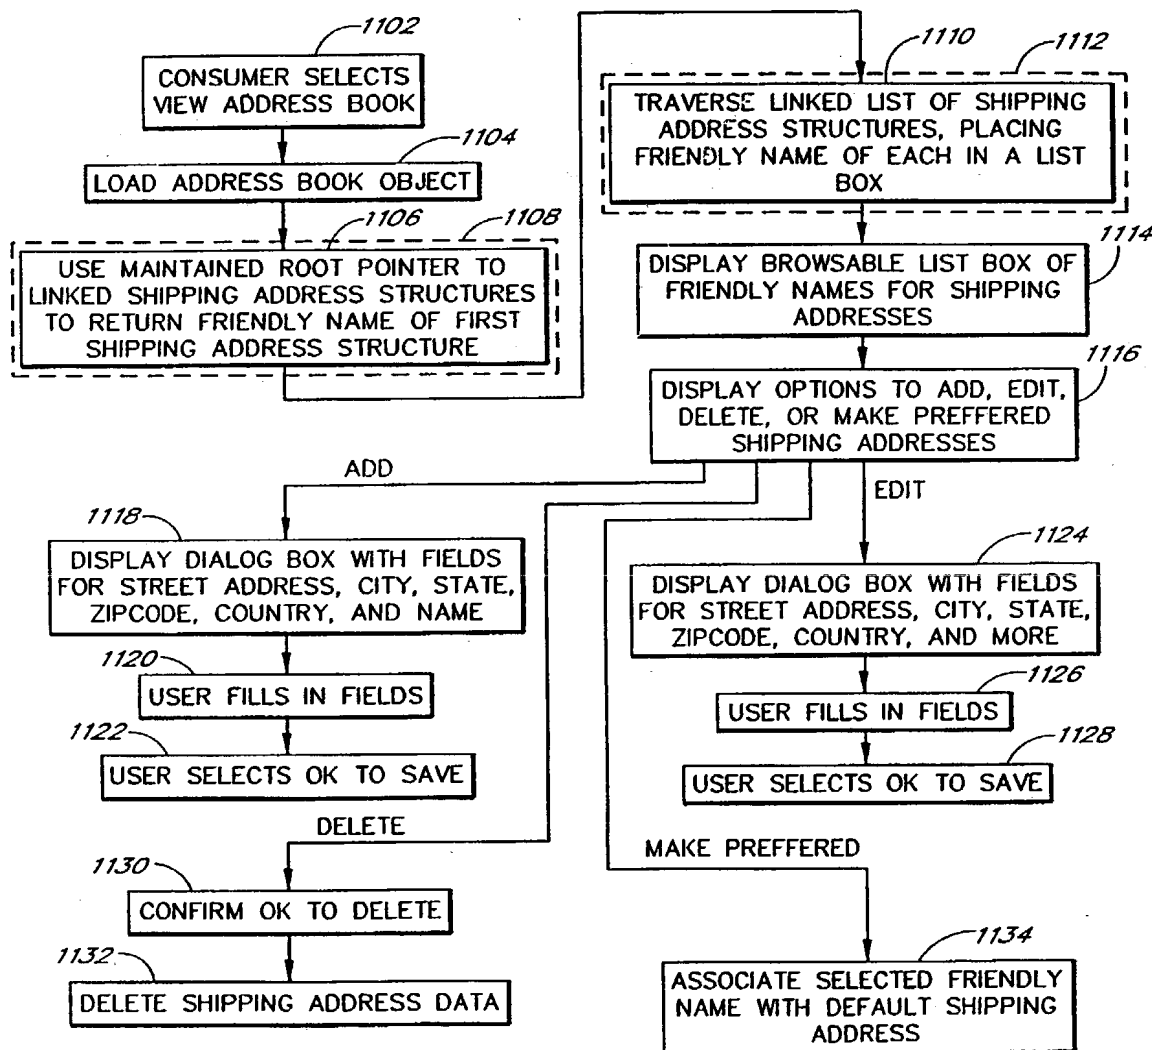 1102
CONSUMER SELECTS
VIEW ADDRESS BOOK
1104
LOAD ADDRESS BOOK OBJECT
1106
1108
USE MAINTAINED ROOT POINTER TO
LINKED SHIPPING ADDRESS STRUCTURES
TO RETURN FRIENDLY NAME OF FIRST
SHIPPING ADDRESS STRUCTURE
1110
1112
TRAVERSE LINKED LIST OF SHIPPING
ADDRESS STRUCTURES, PLACING
FRIENDLY NAME OF EACH IN A LIST
BOX
1114
DISPLAY BROWSABLE LIST BOX OF
FRIENDLY NAMES FOR SHIPPING
ADDRESSES
1116
DISPLAY OPTIONS TO ADD, EDIT,
DELETE, OR MAKE PREFFERED
SHIPPING ADDRESSES
ADD
1118
DISPLAY DIALOG BOX WITH FIELDS
FOR STREET ADDRESS, CITY, STATE,
ZIPCODE, COUNTRY, AND NAME
1120
USER FILLS IN FIELDS
1122
USER SELECTS OK TO SAVE
EDIT
1124
DISPLAY DIALOG BOX WITH FIELDS
FOR STREET ADDRESS, CITY, STATE,
ZIPCODE, COUNTRY, AND MORE
1126
USER FILLS IN FIELDS
1128
USER SELECTS OK TO SAVE
DELETE
1130
CONFIRM OK TO DELETE
1132
DELETE SHIPPING ADDRESS DATA
MAKE PREFFERED
1134
ASSOCIATE SELECTED FRIENDLY
NAME WITH DEFAULT SHIPPING
ADDRESS